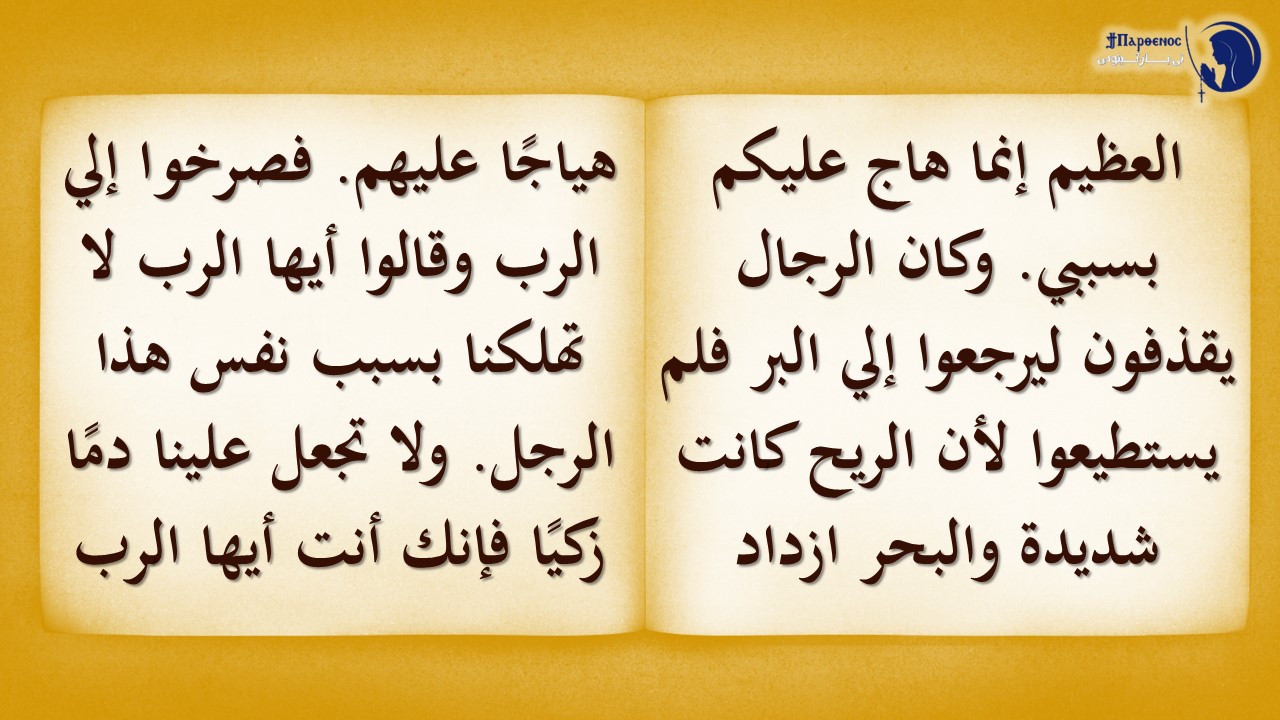 ϮΠαρθενος
تي بارثينوس
العظيم إنما هاج عليكم
بسببي. وكان الرجال
يقذفون ليرجعوا إلي البر فلم
يستطيعوا لأن الريح كانت
شديدة والبحر ازداد
هياجًا عليهم. فصرخوا إلي
الرب وقالوا أيها الرب لا
تهلكنا بسبب نفس هذا
الرجل. ولا تجعل علينا دمًا
زكيًا فإنك أنت أيها الرب